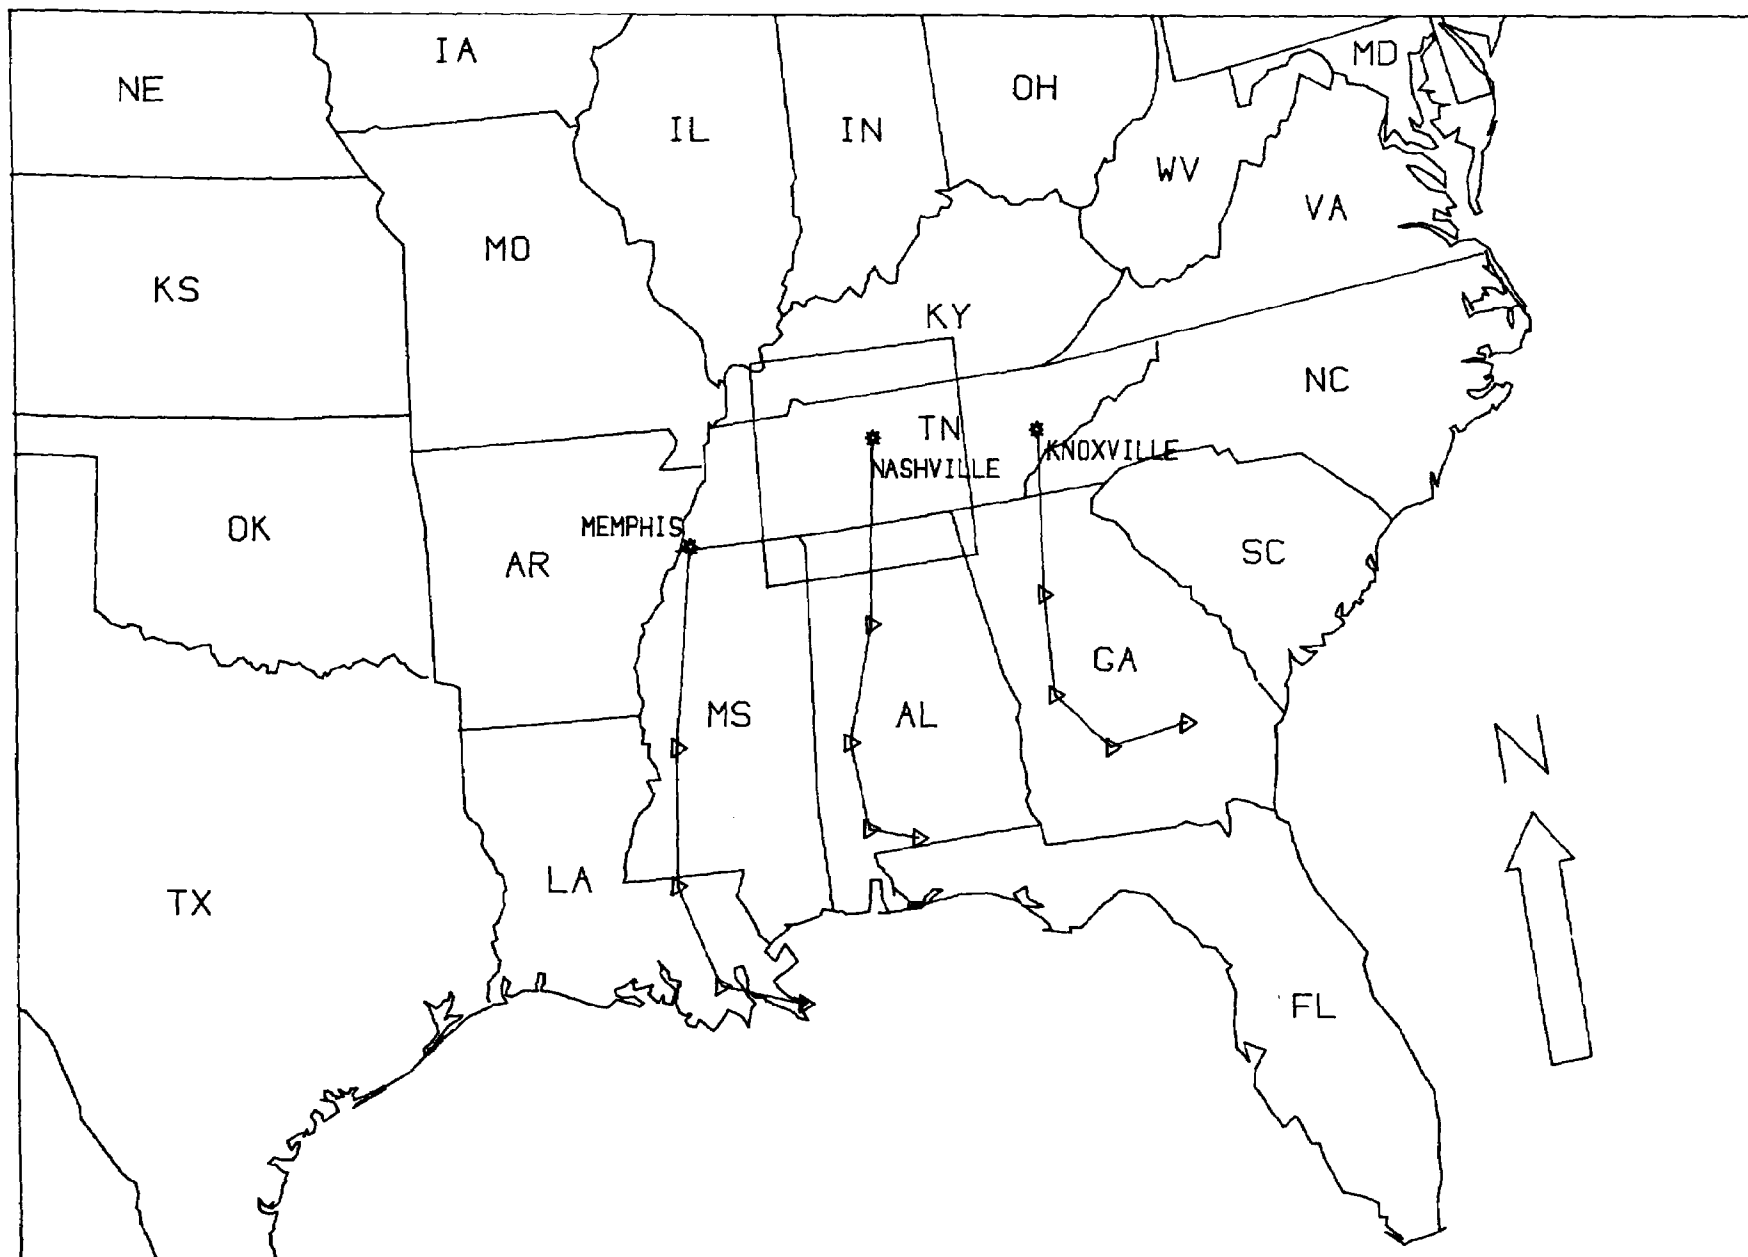 IA
MD
NE
OH
IL
IN
WV
VA
MO
KS
KY
NC
TN
KNOXVILLE
NASHVILLE
MEMPHIS
OK
AR
SC
GA
MS
AL
N
LA
TX
FL